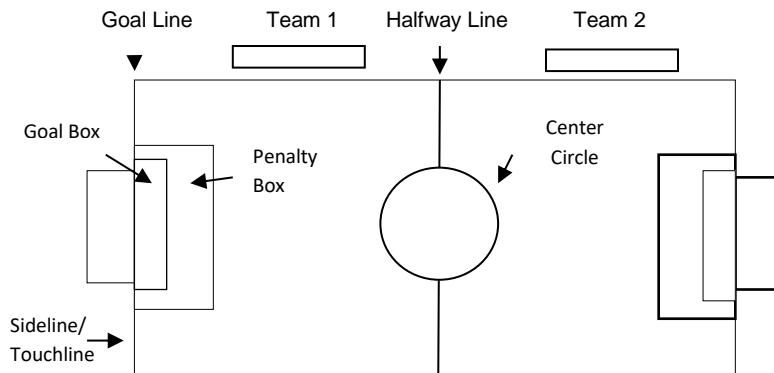 Goal Line
Team 1
Halfway Line
Team 2
Goal Box
Penalty
Box
Center
Circle
Sideline/
Touchline